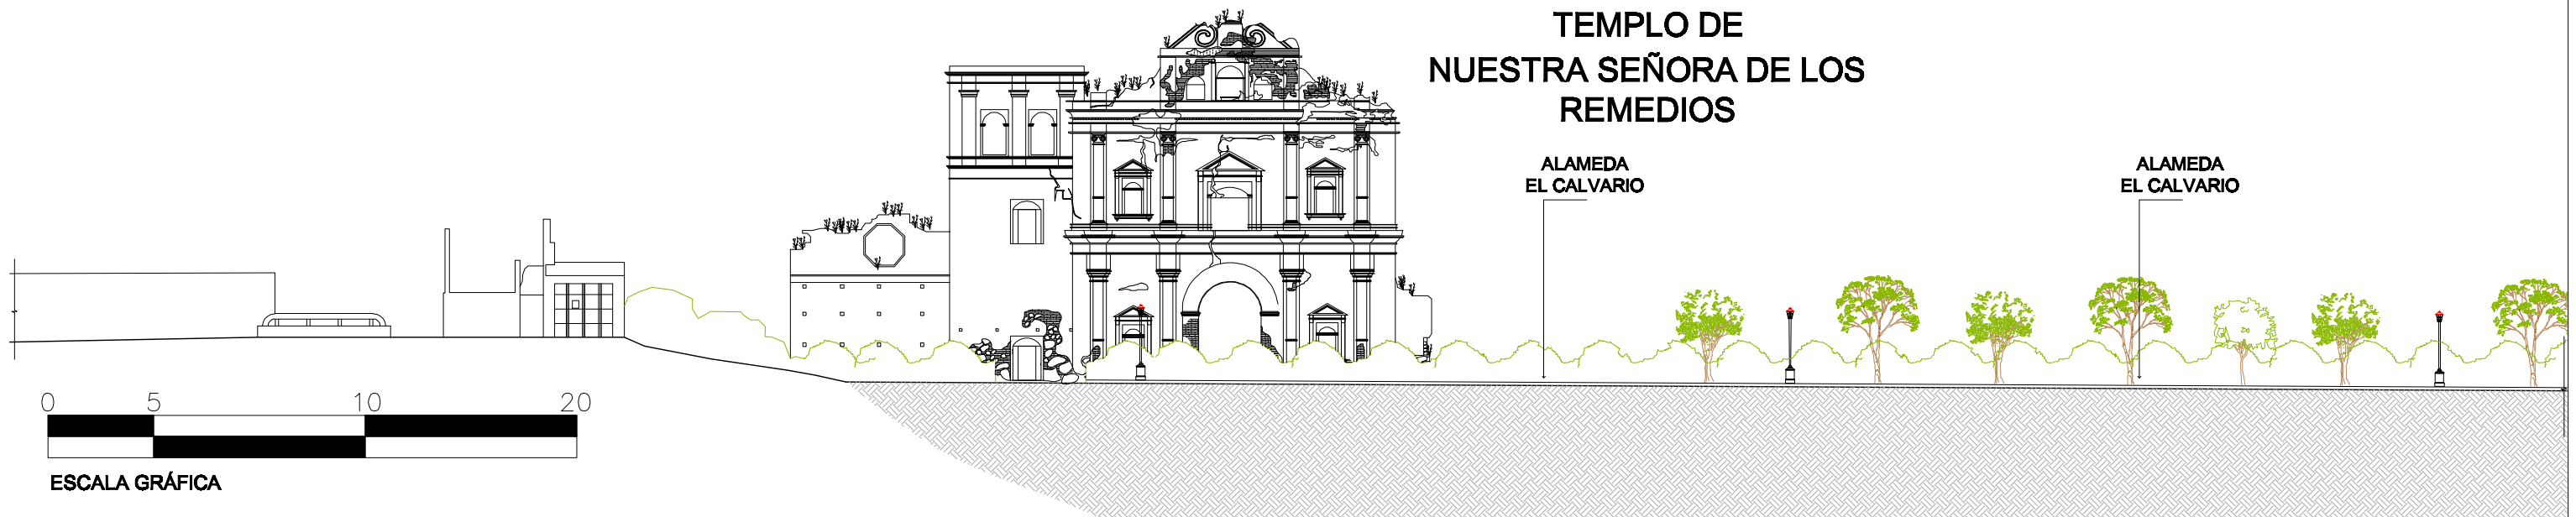 TEMPLO DE
NUESTRA SEÑORA DE LOS
REMEDIOS
ALAMEDA
EL CALVARIO
ALAMEDA
EL CALVARIO
0 5 10 20
ESCALA GRÁFICA